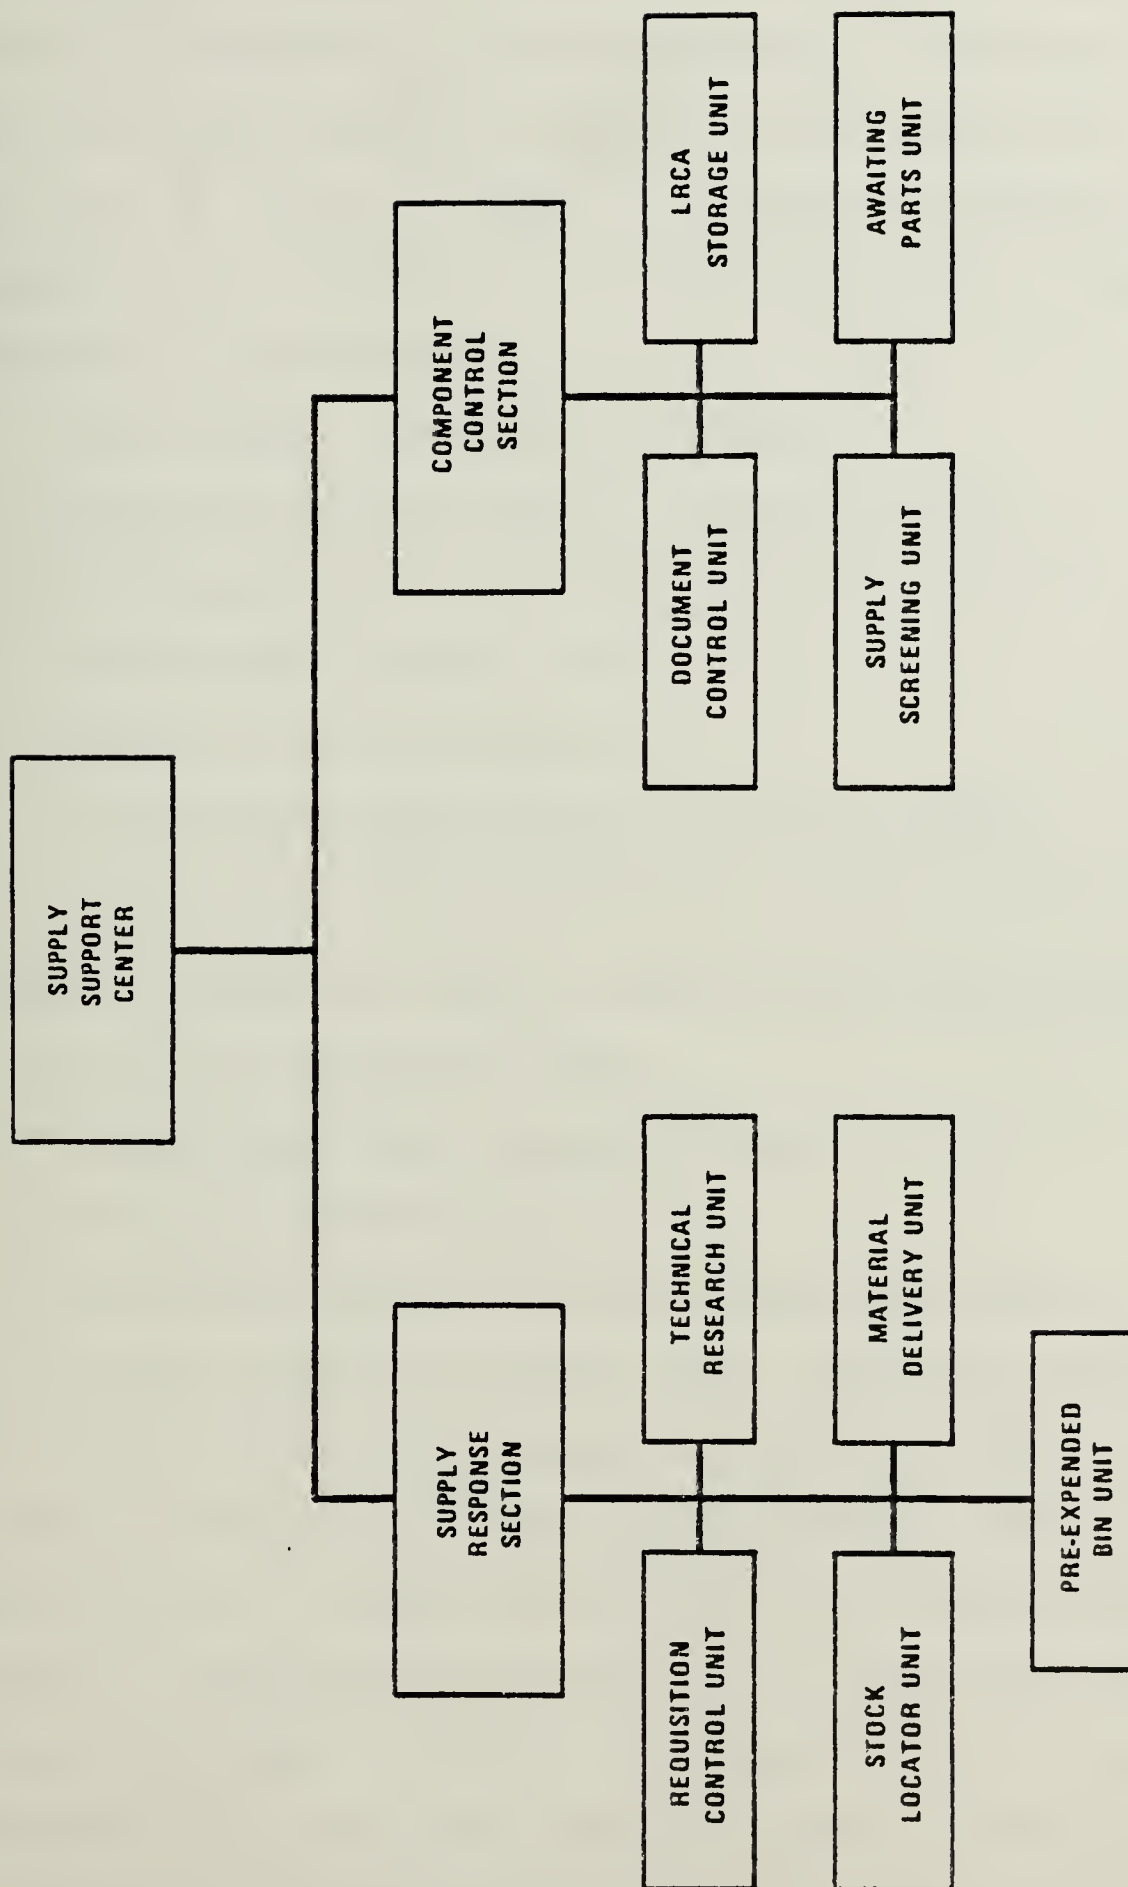 SUPPLY
SUPPORT
CENTER
SUPPLY
RESPONSE
SECTION
COMPONENT
CONTROL
SECTION
REQUISITION
CONTROL UNIT
TECHNICAL
RESEARCH UNIT
DOCUMENT
CONTROL UNIT
LRCA
STORAGE UNIT
STOCK
LOCATOR UNIT
MATERIAL
DELIVERY UNIT
SUPPLY
SCREENING UNIT
AWAITING
PARTS UNIT
PRE-EXPENDED
BIN UNIT